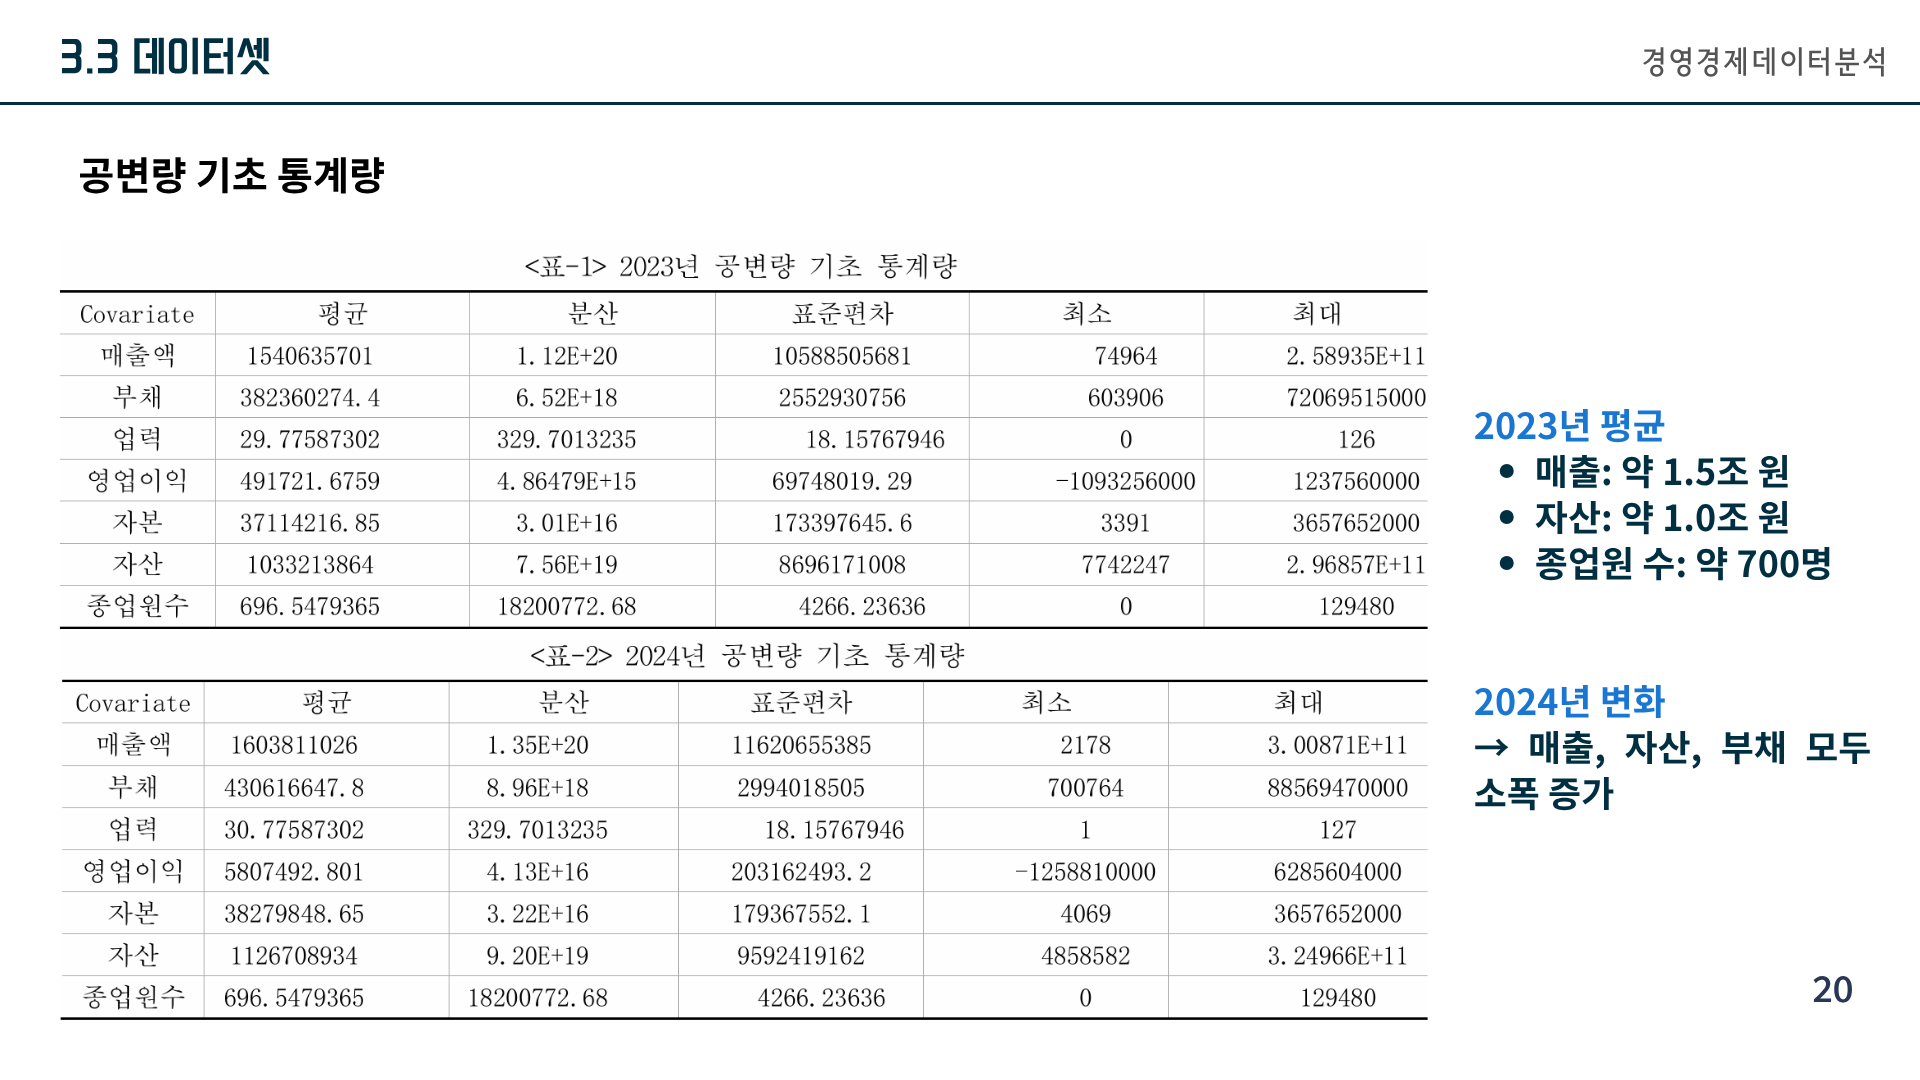 3.3 데이터셋
경영경제데이터분석
공변량 기초 통계량
<표-1> 2023년 공변량 기초 통계량
Covariate 평균 분산 표준편차 최소 최대
매출액 1540635701 1.12E+20 10588505681 74964 2.58935E+11
부채 382360274.4 6.52E+18 2552930756 603906 72069515000
업력 29.77587302 329.7013235 18.15767946 0 126
영업이익 491721.6759 4.86479E+15 69748019.29 -1093256000 1237560000
자본 37114216.85 3.01E+16 173397645.6 3391 3657652000
자산 1033213864 7.56E+19 8696171008 7742247 2.96857E+11
종업원수 696.5479365 18200772.68 4266.23636 0 129480
<표-2> 2024년 공변량 기초 통계량
Covariate 평균 분산 표준편차 최소 최대
매출액 1603811026 1.35E+20 11620655385 2178 3.00871E+11
부채 430616647.8 8.96E+18 2994018505 700764 88569470000
업력 30.77587302 329.7013235 18.15767946 1 127
영업이익 5807492.801 4.13E+16 203162493.2 -1258810000 6285604000
자본 38279848.65 3.22E+16 179367552.1 4069 3657652000
자산 1126708934 9.20E+19 9592419162 4858582 3.24966E+11
종업원수 696.5479365 18200772.68 4266.23636 0 129480
2023년 평균
• 매출: 약 1.5조 원
• 자산: 약 1.0조 원
• 종업원 수: 약 700명
2024년 변화
→ 매출, 자산, 부채 모두
소폭 증가
20